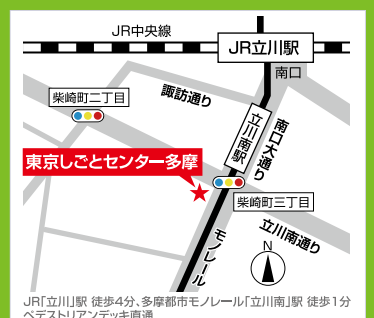 JR中央線
JR立川駅
南口
柴崎町二丁目
諏訪通り
立川南駅
南口大通り
東京しごとセンター多摩
柴崎町三丁目
立川南通り
モノレール
N
JR「立川」駅 徒歩4分、多摩都市モノレール「立川南」駅 徒歩1分
ペデストリアンデッキ直通